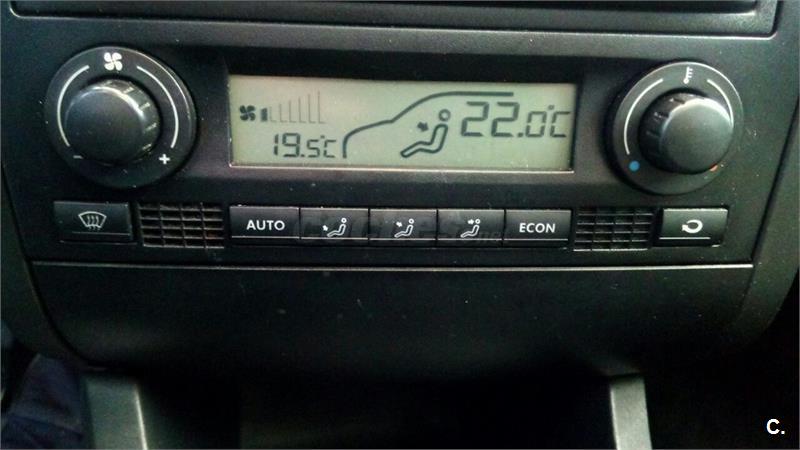 19.5°C
22.0°C
- +
AUTO
ECON
C.